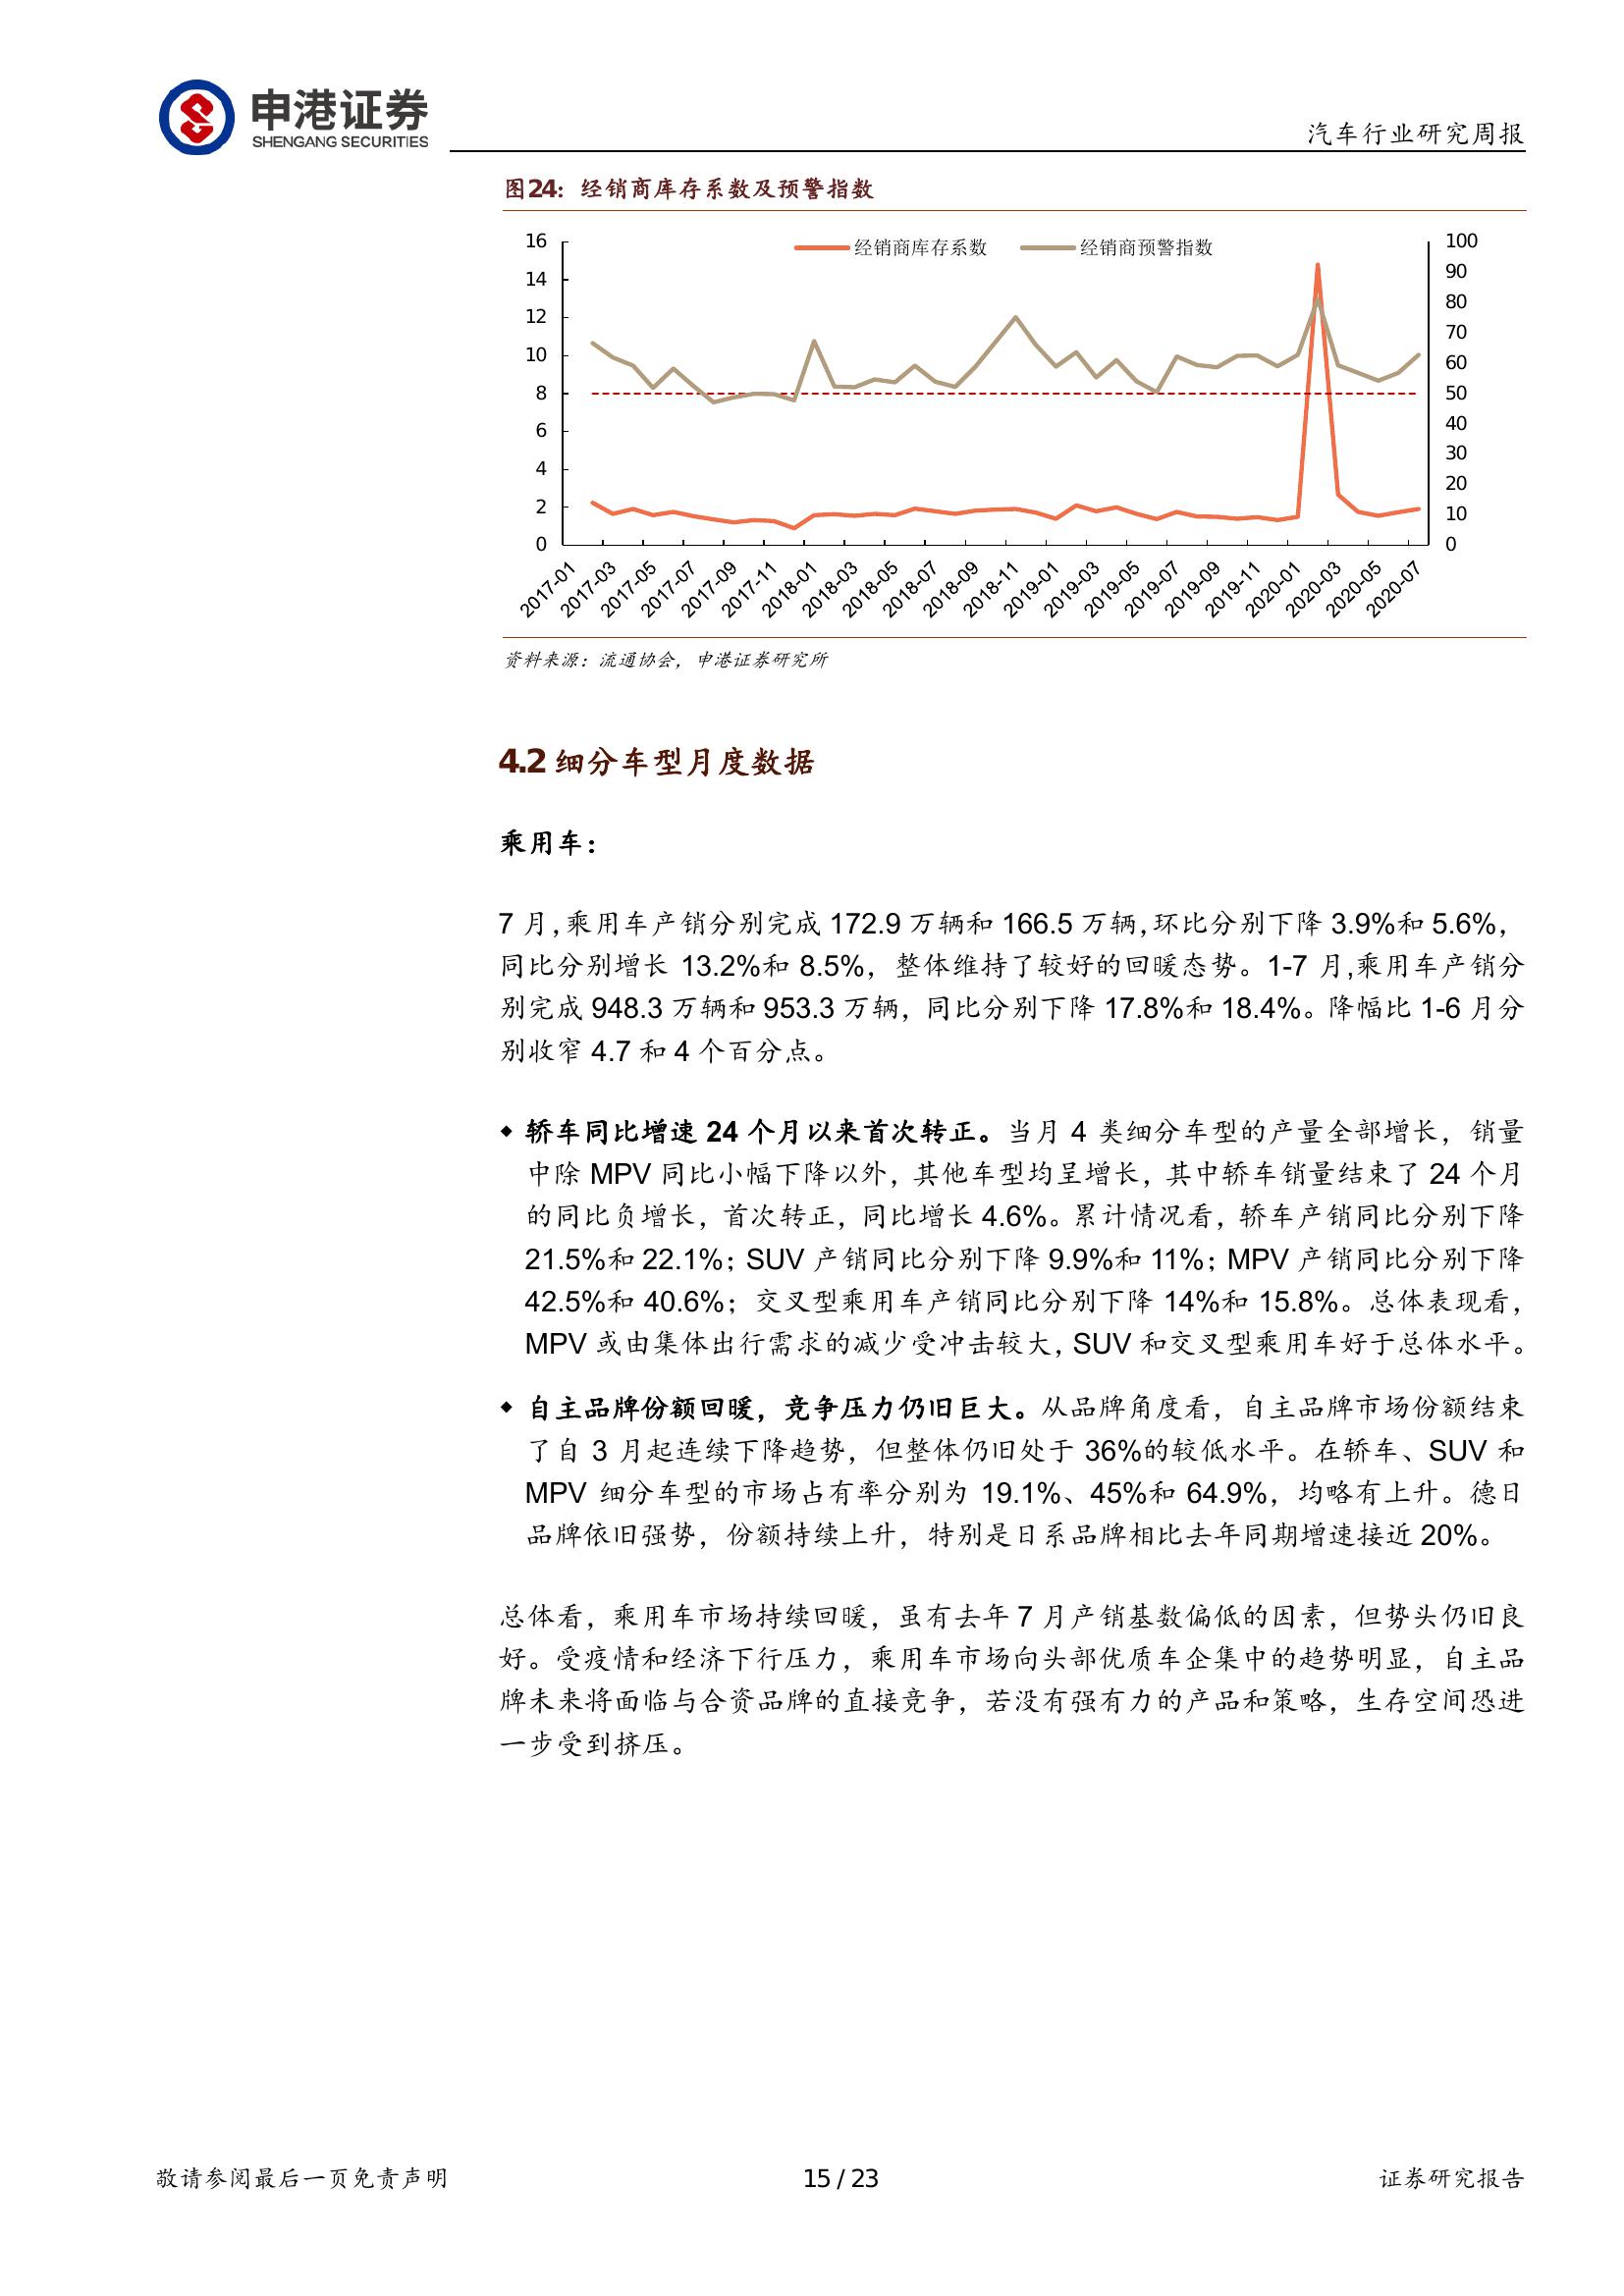 申港证券
SHENGANG SECURITIES
汽车行业研究周报
图24：经销商库存系数及预警指数
经销商库存系数 经销商预警指数
16
14
12
10
8
6
4
2
0
100
90
80
70
60
50
40
30
20
10
0
2017-01 2017-03 2017-05 2017-07 2017-09 2017-11 2018-01 2018-03 2018-05 2018-07 2018-09 2018-11 2019-01 2019-03 2019-05 2019-07 2019-09 2019-11 2020-01 2020-03 2020-05 2020-07
资料来源：流通协会，申港证券研究所
4.2 细分车型月度数据
乘用车：
7 月,乘用车产销分别完成 172.9 万辆和 166.5 万辆,环比分别下降 3.9%和 5.6%，
同比分别增长 13.2%和 8.5%，整体维持了较好的回暖态势。1-7 月,乘用车产销分
别完成 948.3 万辆和 953.3 万辆，同比分别下降 17.8%和 18.4%。降幅比 1-6 月分
别收窄 4.7 和 4 个百分点。
◆ 轿车同比增速 24 个月以来首次转正。当月 4 类细分车型的产量全部增长，销量
中除 MPV 同比小幅下降以外，其他车型均呈增长，其中轿车销量结束了 24 个月
的同比负增长，首次转正，同比增长 4.6%。累计情况看，轿车产销同比分别下降
21.5%和 22.1%；SUV 产销同比分别下降 9.9%和 11%；MPV 产销同比分别下降
42.5%和 40.6%；交叉型乘用车产销同比分别下降 14%和 15.8%。总体表现看，
MPV 或由集体出行需求的减少受冲击较大，SUV 和交叉型乘用车好于总体水平。
◆ 自主品牌份额回暖，竞争压力仍旧巨大。从品牌角度看，自主品牌市场份额结束
了自 3 月起连续下降趋势，但整体仍旧处于 36%的较低水平。在轿车、SUV 和
MPV 细分车型的市场占有率分别为 19.1%、45%和 64.9%，均略有上升。德日
品牌依旧强势，份额持续上升，特别是日系品牌相比去年同期增速接近 20%。
总体看，乘用车市场持续回暖，虽有去年 7 月产销基数偏低的因素，但势头仍旧良
好。受疫情和经济下行压力，乘用车市场向头部优质车企集中的趋势明显，自主品
牌未来将面临与合资品牌的直接竞争，若没有强有力的产品和策略，生存空间恐进
一步受到挤压。
敬请参阅最后一页免责声明
15 / 23
证券研究报告